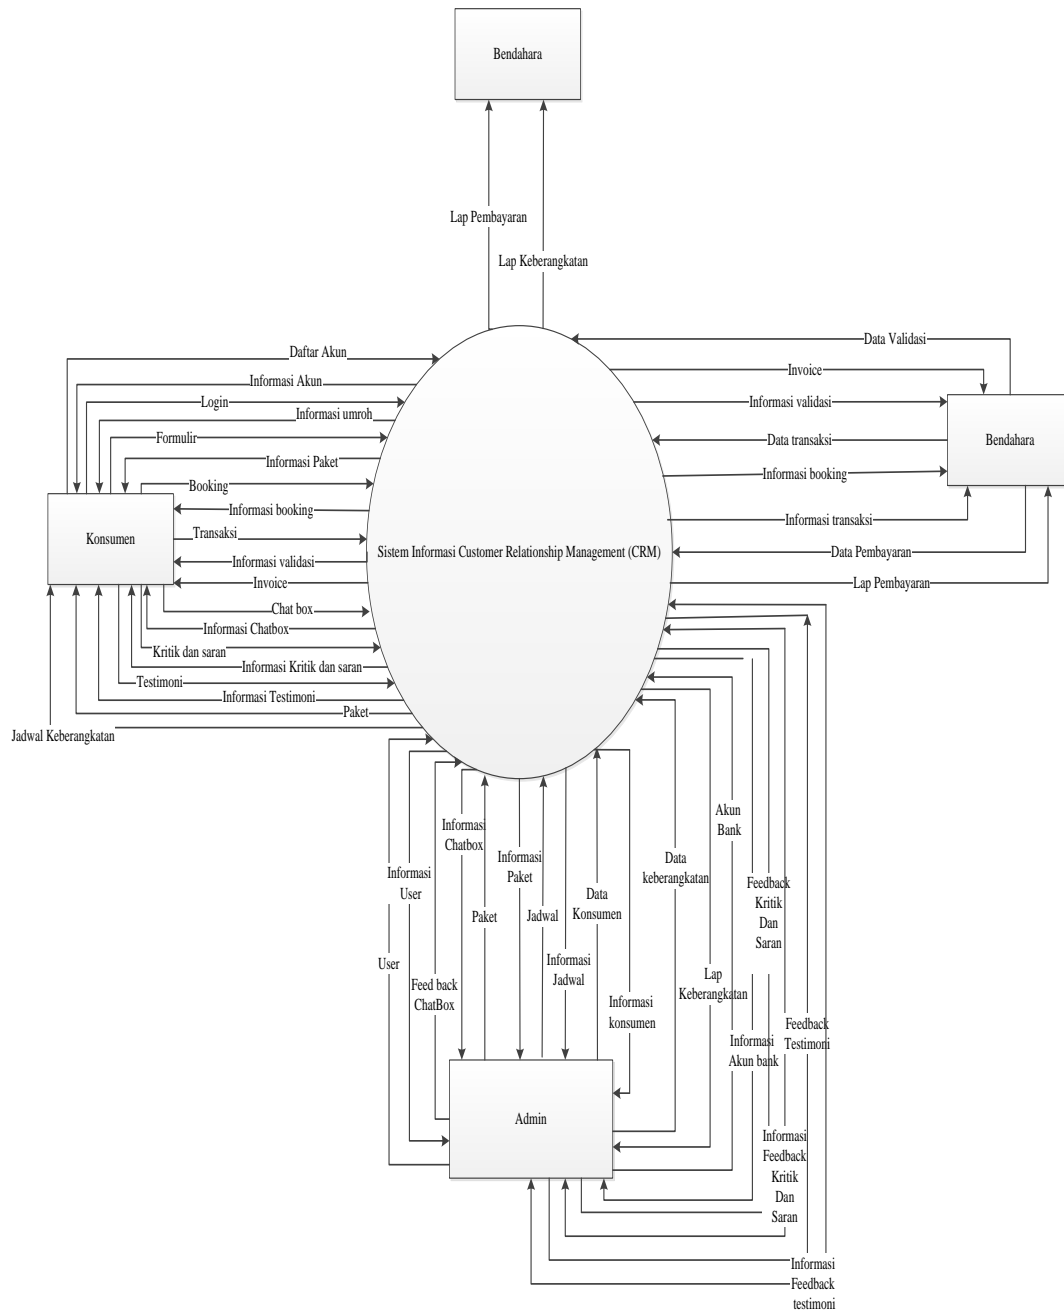 Bendahara
Lap Pembayaran
Lap Keberangkatan
Daftar Akun
Informasi Akun
Login
Informasi umroh
Formulir
Informasi Paket
Booking
Informasi booking
Konsumen
Transaksi
Informasi validasi
Invoice
Chat box
Informasi Chatbox
Kritik dan saran
Informasi Kritik dan saran
Testimoni
Informasi Testimoni
Paket
Jadwal Keberangkatan
Sistem Informasi Customer Relationship Management (CRM)
Data Validasi
Invoice
Informasi validasi
Data transaksi
Bendahara
Informasi booking
Informasi transaksi
Data Pembayaran
Lap Pembayaran
User
Informasi
User
Feed back
ChatBox
Informasi
Chatbox
Paket
Informasi
Paket
Jadwal
Informasi
Jadwal
Data
Konsumen
Informasi
konsumen
Data
keberangkatan
Lap
Keberangkatan
Akun
Bank
Informasi
Akun bank
Feedback
Kritik
Dan
Saran
Feedback
Testimoni
Admin
Informasi
Feedback
Kritik
Dan
Saran
Informasi
Feedback
testimoni